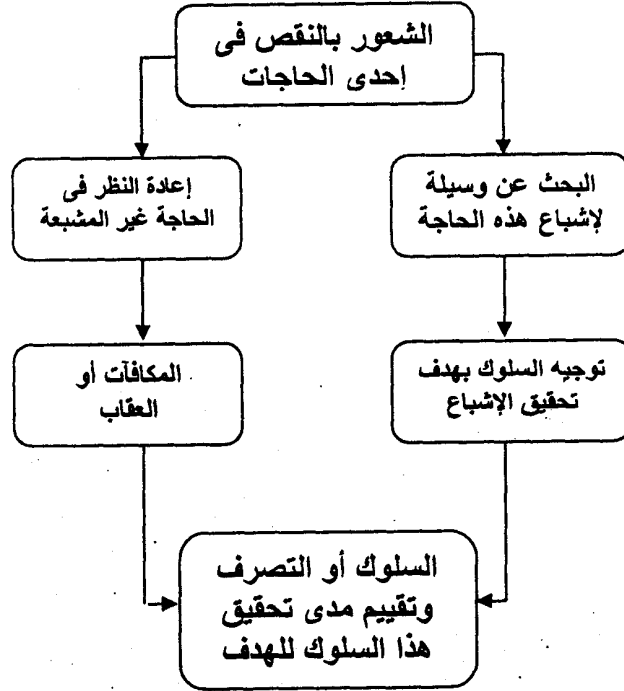 الشعور بالنقص فى
إحدى الحاجات
البحث عن وسيلة
لإشباع هذه الحاجة
إعادة النظر فى
الحاجة غير المشبعة
توجيه السلوك بهدف
تحقيق الإشباع
المكافآت أو
العقاب
السلوك أو التصرف
وتقييم مدى تحقيق
هذا السلوك للهدف